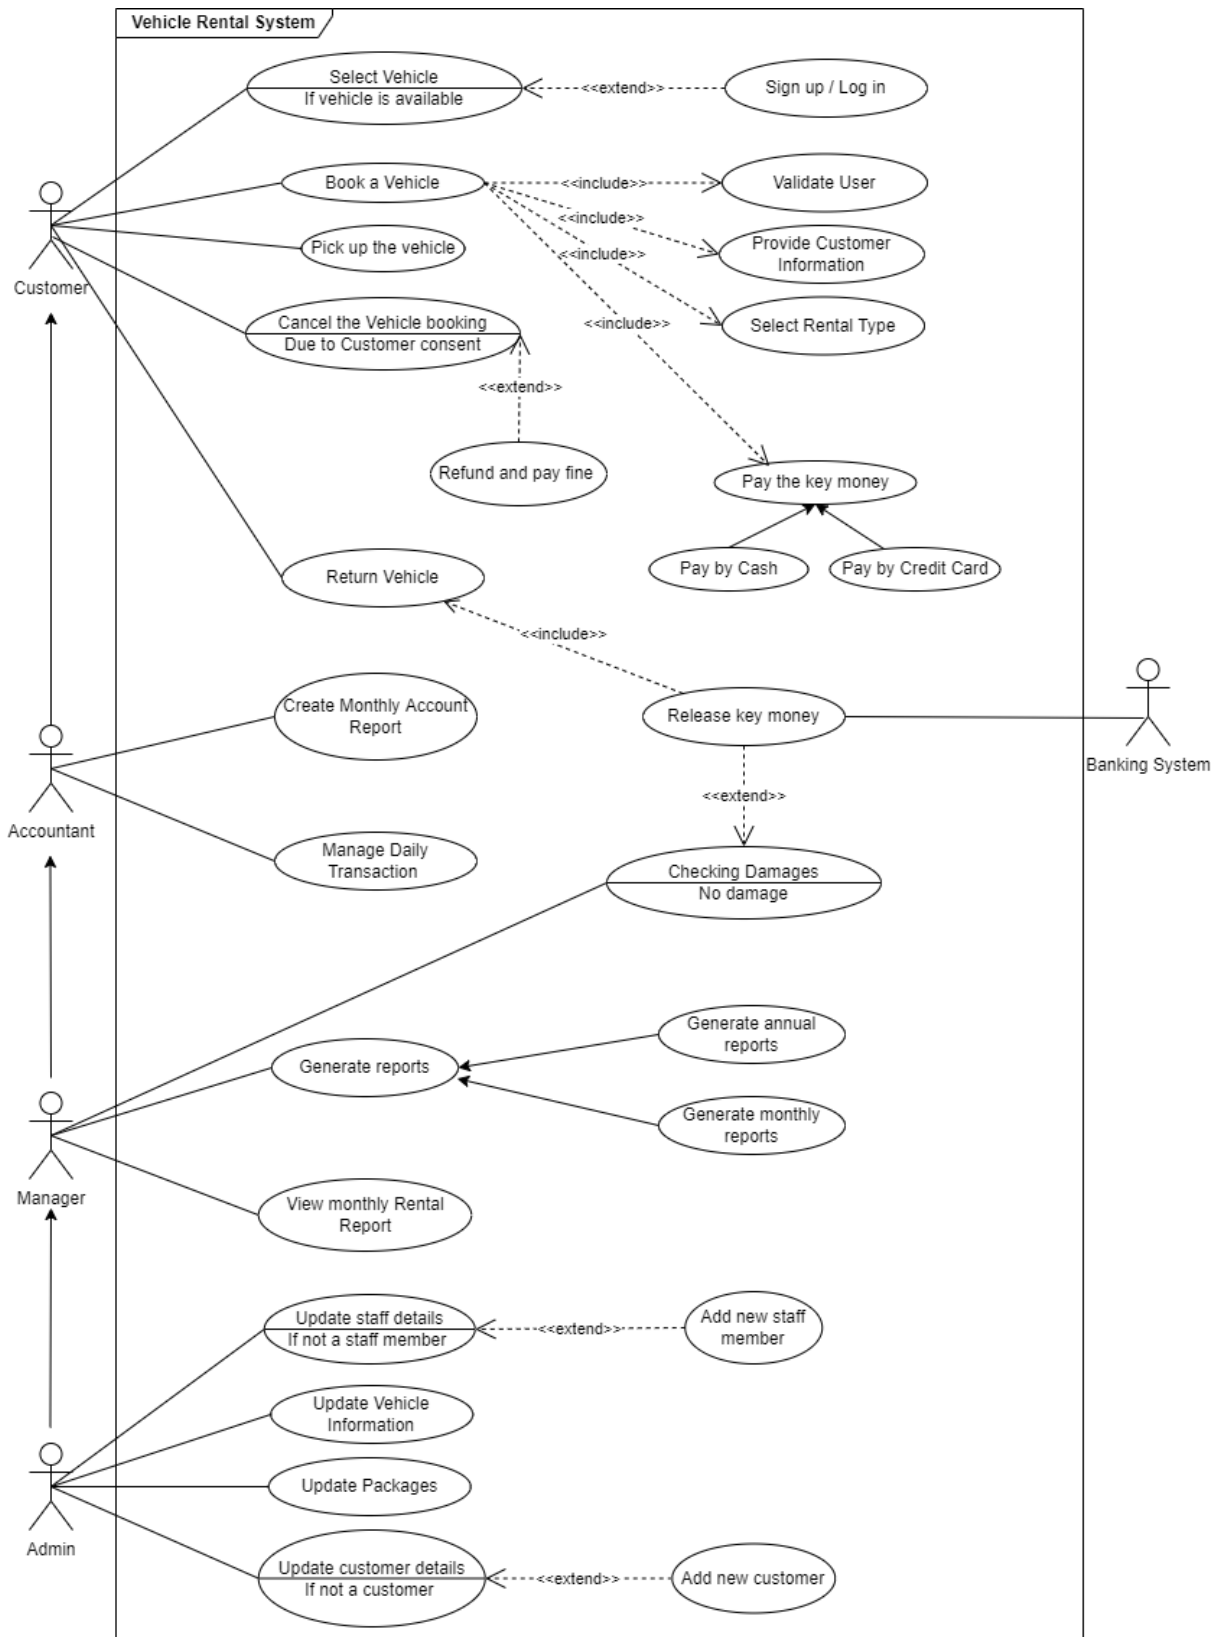 Vehicle Rental System
Select Vehicle
If vehicle is available
<<extend>>
Sign up / Log in
Book a Vehicle
<<include>>
Validate User
<<include>>
Provide Customer
Information
Pick up the vehicle
<<include>>
Customer
Cancel the Vehicle booking
Due to Customer consent
<<include>>
Select Rental Type
<<extend>>
Refund and pay fine
Pay the key money
Pay by Cash
Pay by Credit Card
Return Vehicle
<<include>>
Create Monthly Account
Report
Release key money
Banking System
<<extend>>
Accountant
Manage Daily
Transaction
Checking Damages
No damage
Generate annual
reports
Generate reports
Generate monthly
reports
Manager
View monthly Rental
Report
Update staff details
If not a staff member
<<extend>>
Add new staff
member
Update Vehicle
Information
Update Packages
Admin
Update customer details
If not a customer
<<extend>>
Add new customer